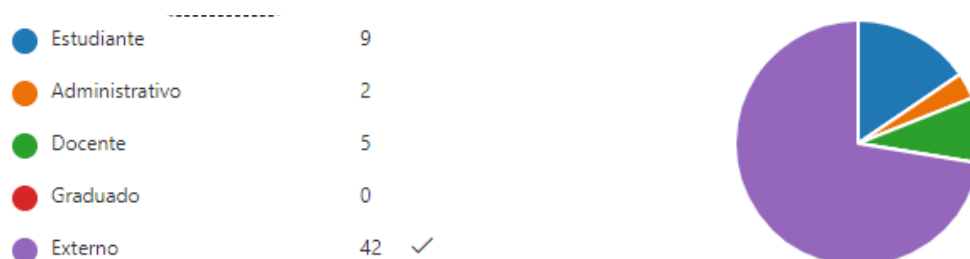 Estudiante 9
Administrativo 2
Docente 5
Graduado 0
Externo 42